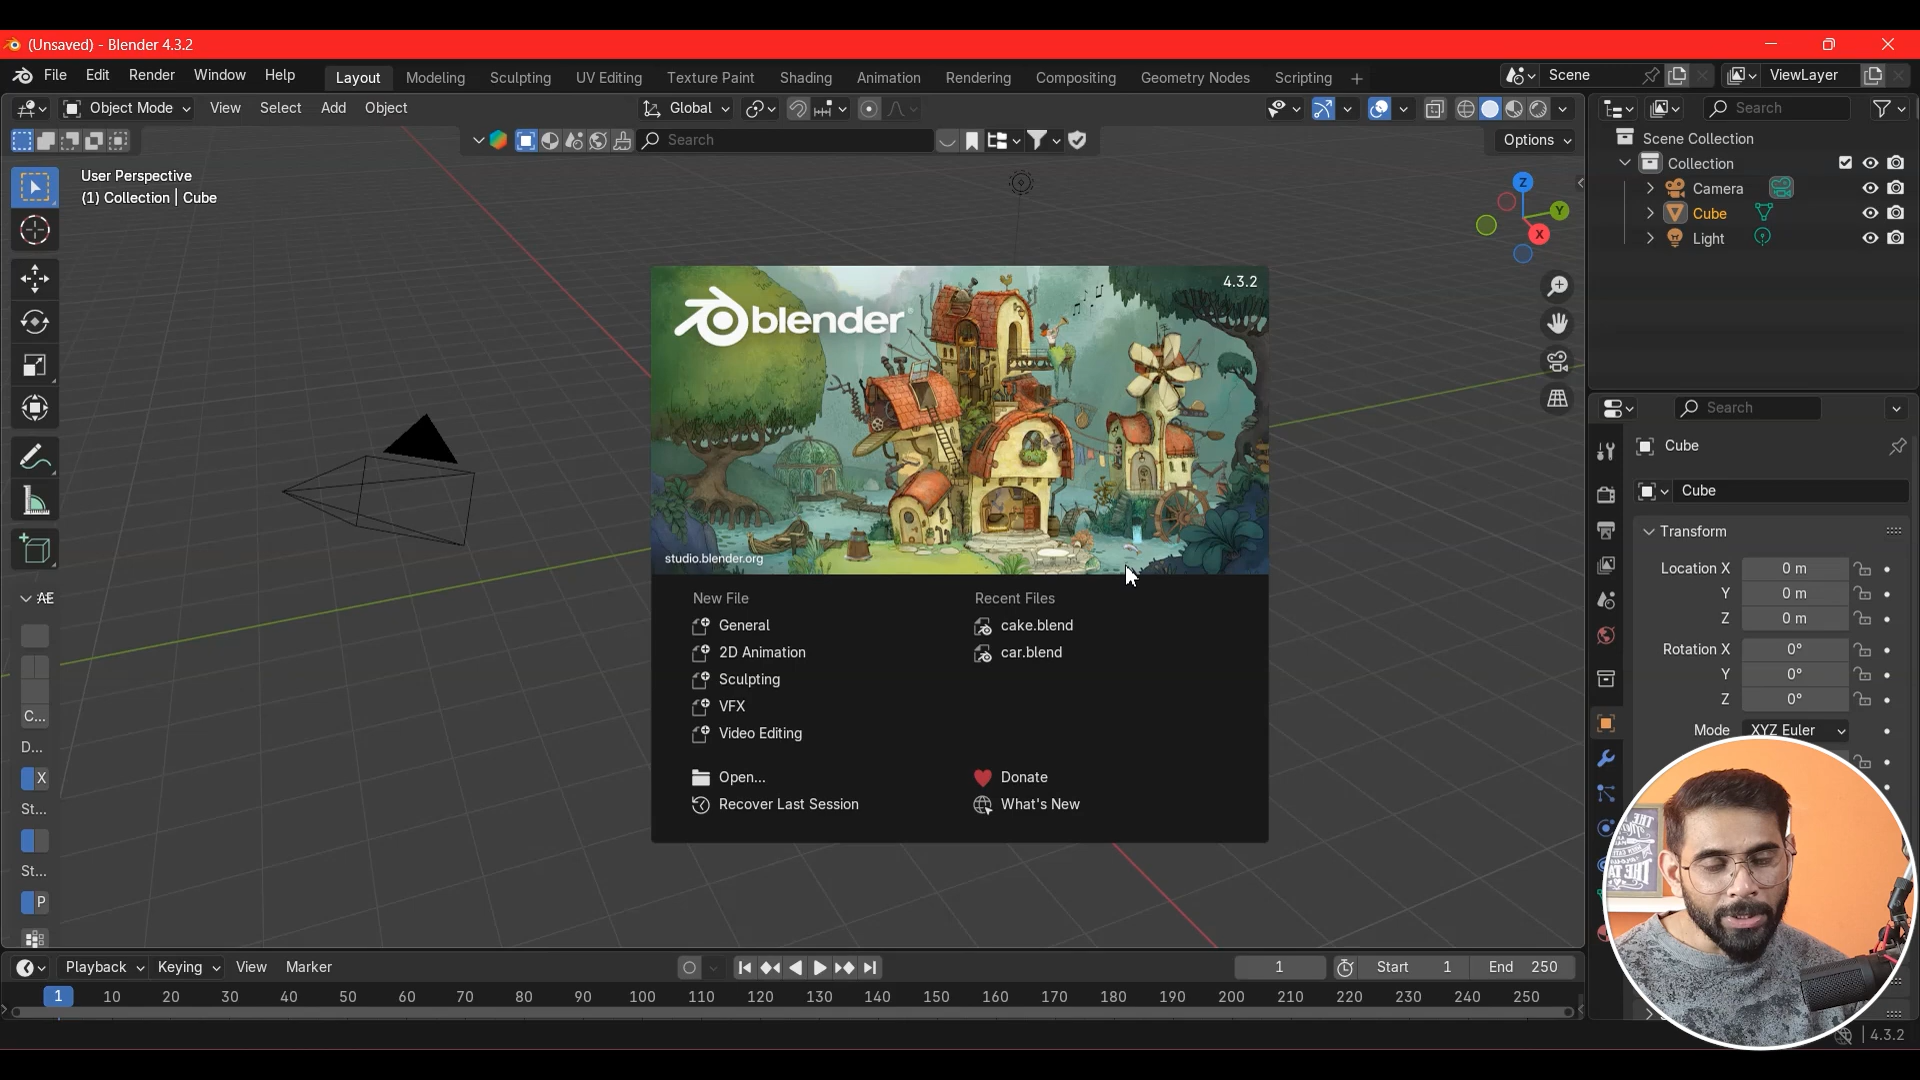 (Unsaved) - Blender 4.3.2
File Edit Render Window Help Layout Modeling Sculpting UV Editing Texture Paint Shading Animation Rendering Compositing Geometry Nodes Scripting + Scene ViewLayer
Object Mode View Select Add Object Global Search
Search Options
User Perspective
(1) Collection | Cube
Scene Collection
Collection
Camera
Cube
Light
Z
Y
X
blender
4.3.2
studio.blender.org
New File
General
2D Animation
Sculpting
VFX
Video Editing
Open...
Recover Last Session
Recent Files
cake.blend
car.blend
Donate
What's New
AE
C...
D...
X
St...
St...
P
Search
Cube
Cube
Transform
Location X 0 m
Y 0 m
Z 0 m
Rotation X 0°
Y 0°
Z 0°
Mode XYZ Euler
Playback Keying View Marker 1 Start 1 End 250
1 10 20 30 40 50 60 70 80 90 100 110 120 130 140 150 160 170 180 190 200 210 220 230 240 250
4.3.2